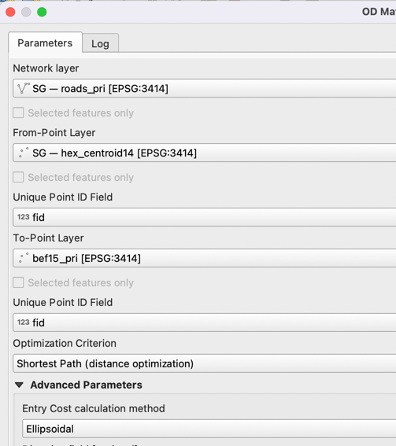 OD Ma
Parameters
Log
Network layer
SG — roads_pri [EPSG:3414]
Selected features only
From-Point Layer
SG — hex_centroid14 [EPSG:3414]
Selected features only
Unique Point ID Field
123 fid
To-Point Layer
bef15_pri [EPSG:3414]
Selected features only
Unique Point ID Field
123 fid
Optimization Criterion
Shortest Path (distance optimization)
Advanced Parameters
Entry Cost calculation method
Ellipsoidal